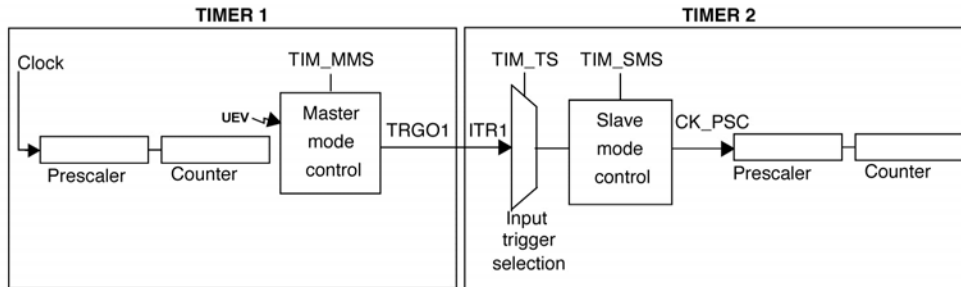 TIMER 1
TIMER 2
Clock
TIM_MMS
TIM_TS
TIM_SMS
UEV
Master
mode
control
TRGO1
ITR1
Slave
mode
control
CK_PSC
Prescaler
Counter
Prescaler
Counter
Input
trigger
selection